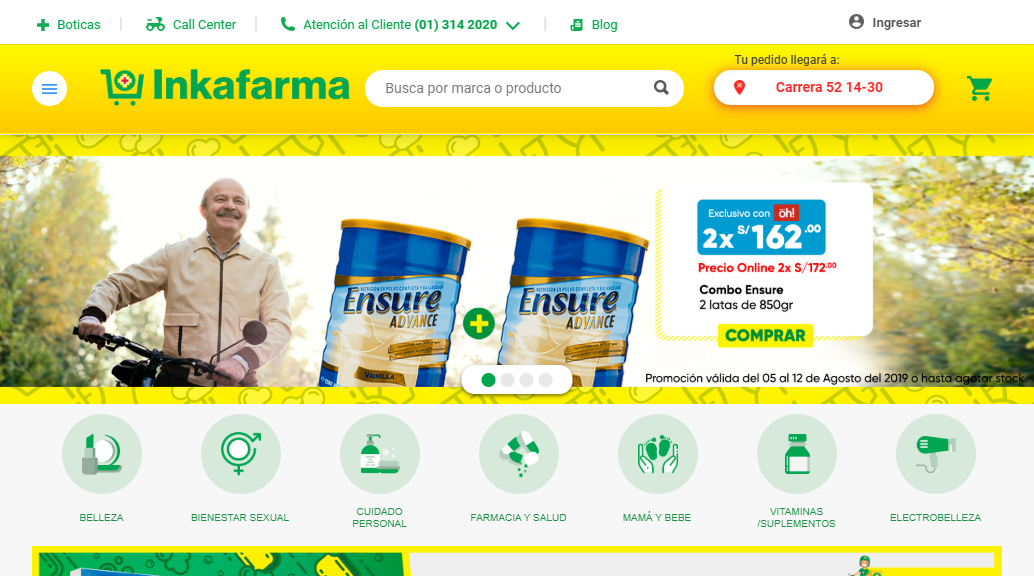 Boticas
Call Center
Atención al Cliente (01) 314 2020
Blog
Ingresar
Tu pedido llegará a:
Inkafarma
Busca por marca o producto
Carrera 52 14-30
Exclusivo con öh!
2x S/162.00
Precio Online 2x S/172.00
Combo Ensure
2 latas de 850gr
COMPRAR
Ensure
ADVANCE
VAINILLA
Ensure
ADVANCE
Promoción válida del 05 al 12 de Agosto del 2019 o hasta agotar stock
BELLEZA
BIENESTAR SEXUAL
CUIDADO
PERSONAL
FARMACIA Y SALUD
MAMÁ Y BEBE
VITAMINAS
/SUPLEMENTOS
ELECTROBELLEZA